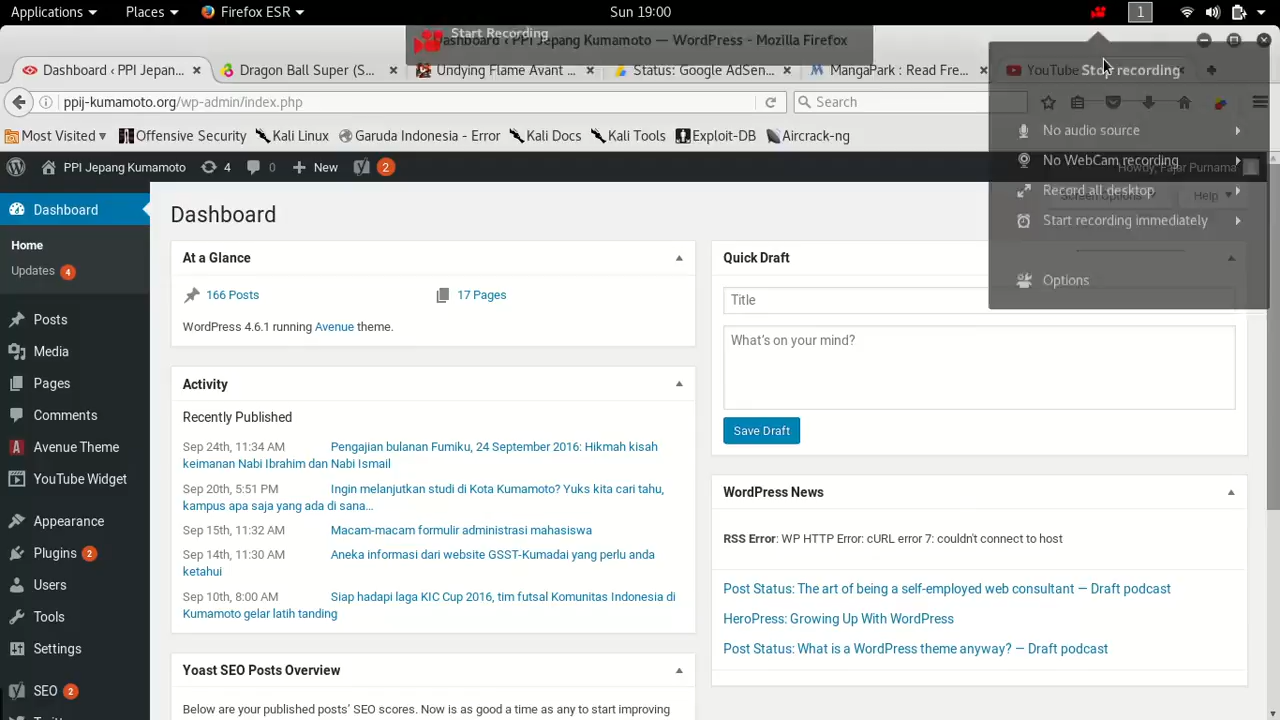 Applications
Places
Firefox ESR
Sun 19:00
1
Start Recording
Dashboard ‹ PPI Jepang Kumamoto — WordPress - Mozilla Firefox
Dashboard ‹ PPI Jepan...
Dragon Ball Super (S...
Undying Flame Avant ...
Status: Google AdSen...
MangaPark : Read Fre...
YouTube
Stop recording
ppij-kumamoto.org/wp-admin/index.php
Search
Most Visited
Offensive Security
Kali Linux
Garuda Indonesia - Error
Kali Docs
Kali Tools
Exploit-DB
Aircrack-ng
No audio source
No WebCam recording
Record all desktop
Start recording immediately
Options
PPI Jepang Kumamoto
4
0
New
2
Howdy, Fajar Purnama
Screen Options
Help
Dashboard
Home
Updates 4
Posts
Media
Pages
Comments
Avenue Theme
YouTube Widget
Appearance
Plugins 2
Users
Tools
Settings
SEO 2
Dashboard
At a Glance
166 Posts
17 Pages
WordPress 4.6.1 running Avenue theme.
Activity
Recently Published
Sep 24th, 11:34 AM Pengajian bulanan Fumiku, 24 September 2016: Hikmah kisah
keimanan Nabi Ibrahim dan Nabi Ismail
Sep 20th, 5:51 PM Ingin melanjutkan studi di Kota Kumamoto? Yuks kita cari tahu,
kampus apa saja yang ada di sana…
Sep 15th, 11:32 AM Macam-macam formulir administrasi mahasiswa
Sep 14th, 11:30 AM Aneka informasi dari website GSST-Kumadai yang perlu anda
ketahui
Sep 10th, 8:00 AM Siap hadapi laga KIC Cup 2016, tim futsal Komunitas Indonesia di
Kumamoto gelar latih tanding
Yoast SEO Posts Overview
Below are your published posts’ SEO scores. Now is as good a time as any to start improving
Quick Draft
Title
What’s on your mind?
Save Draft
WordPress News
RSS Error: WP HTTP Error: cURL error 7: couldn't connect to host
Post Status: The art of being a self-employed web consultant — Draft podcast
HeroPress: Growing Up With WordPress
Post Status: What is a WordPress theme anyway? — Draft podcast